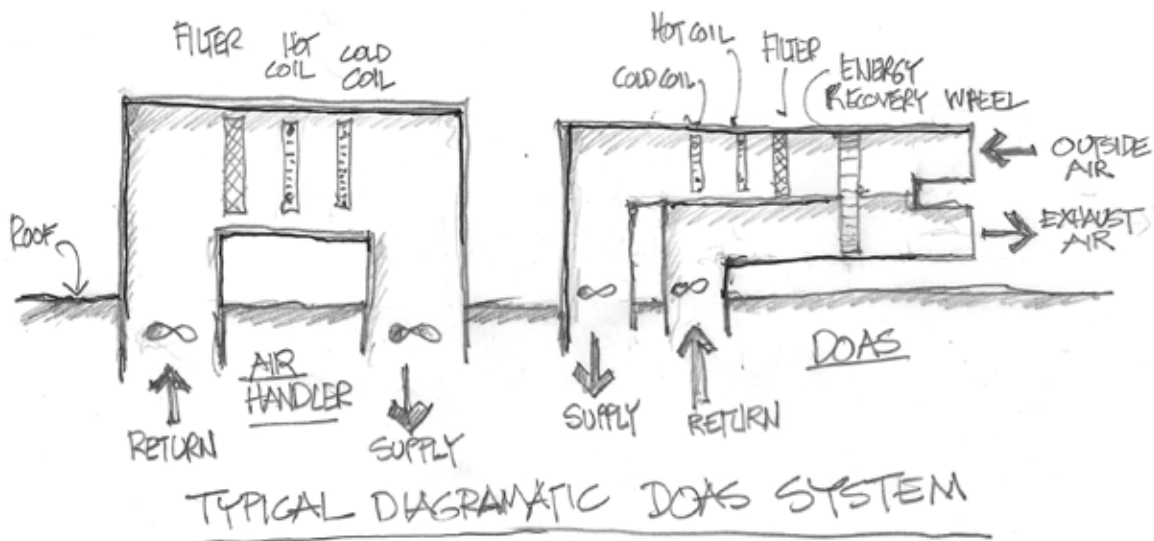 FILTER
HOT
COIL
COLD
COIL
ROOF
AIR
HANDLER
RETURN
SUPPLY
HOT COIL
COLD COIL
FILTER
ENERGY
RECOVERY WHEEL
OUTSIDE
AIR
EXHAUST
AIR
DOAS
SUPPLY
RETURN
TYPICAL DIAGRAMATIC DOAS SYSTEM